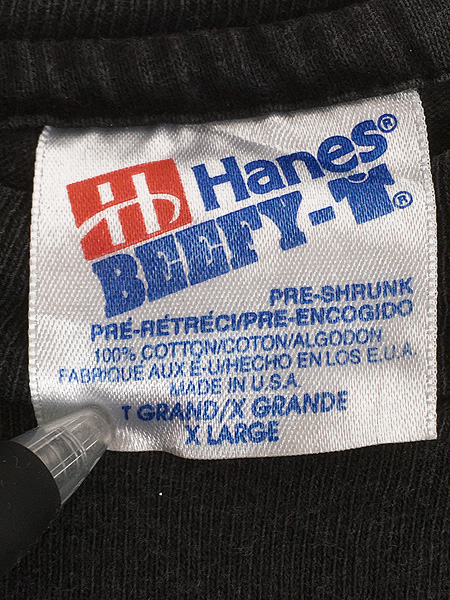 H Hanes®
BEEFY-T®
PRE-SHRUNK
PRÉ-RÉTRÉCI/PRE-ENCOGIDO
100% COTTON/COTON/ALGODON
FABRIQUE AUX É-U/HECHO EN LOS E.U.A.
MADE IN U.S.A
T GRAND/X GRANDE
X LARGE